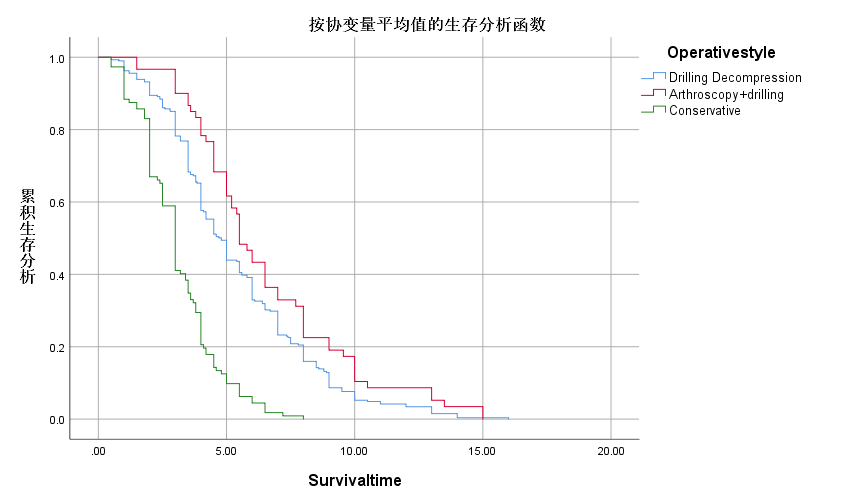 按协变量平均值的生存分析函数
Operativestyle
Drilling Decompression
Arthroscopy+drilling
Conservative
累积生存分析
1.0
0.8
0.6
0.4
0.2
0.0
.00
5.00
10.00
15.00
20.00
Survivaltime